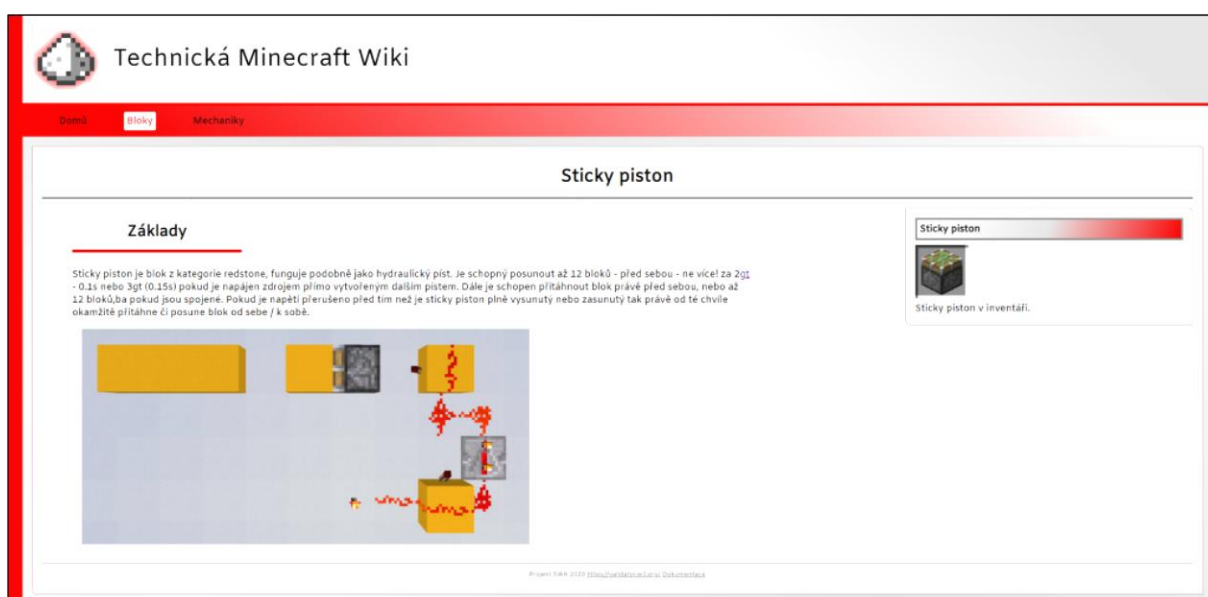 Technická Minecraft Wiki
Domů Bloky Mechaniky
Sticky piston
Základy
Sticky piston je blok z kategorie redstone, funguje podobně jako hydraulický píst. Je schopný posunout až 12 bloků - před sebou - ne více! za 2gt
- 0.1s nebo 3gt (0.15s) pokud je napájen zdrojem přímo vytvořeným dalším pístem. Dále je schopen přitáhnout blok právě před sebou, nebo až
12 bloků,ba pokud jsou spojené. Pokud je napětí přerušeno před tím než je sticky piston plně vysunutý nebo zasunutý tak právě od té chvíle
okamžitě přitáhne či posune blok od sebe / k sobě.
Sticky piston
Sticky piston v inventáři.
2020
Dokumentace